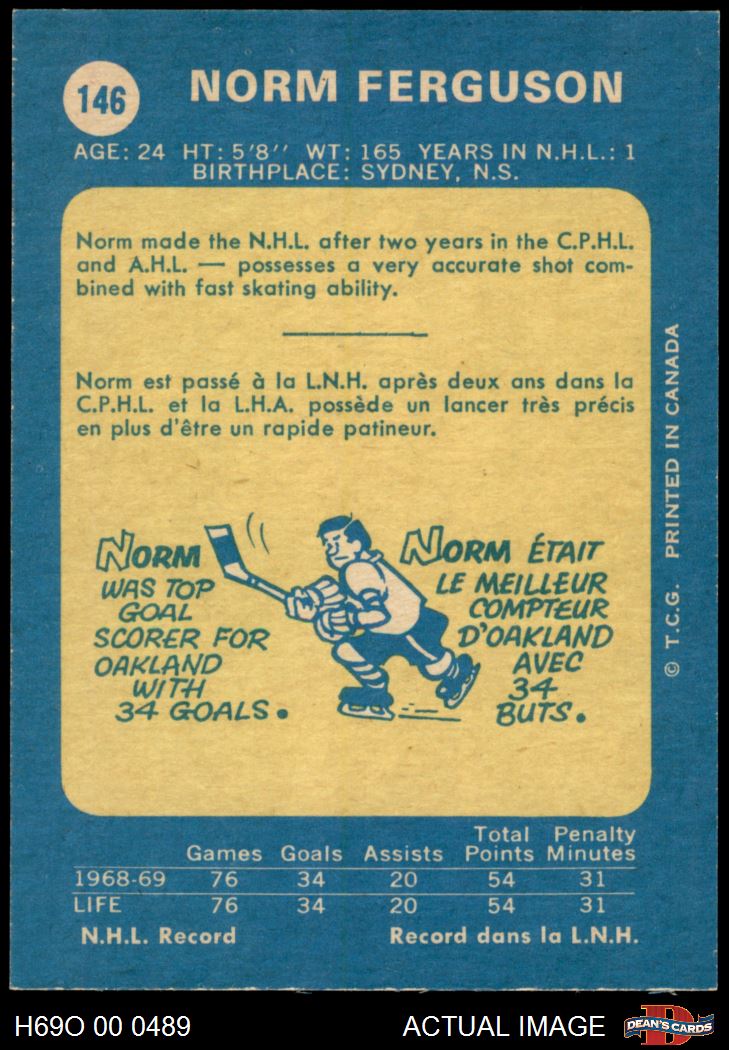 146
NORM FERGUSON
AGE: 24 HT: 5'8'' WT: 165 YEARS IN N.H.L.: 1
BIRTHPLACE: SYDNEY, N.S.
Norm made the N.H.L. after two years in the C.P.H.L.
and A.H.L. — possesses a very accurate shot com-
bined with fast skating ability.
Norm est passé à la L.N.H. après deux ans dans la
C.P.H.L. et la L.H.A. possède un lancer très précis
en plus d'être un rapide patineur.
NORM
WAS TOP
GOAL
SCORER FOR
OAKLAND
WITH
34 GOALS.
NORM ÉTAIT
LE MEILLEUR
COMPTEUR
D'OAKLAND
AVEC
34
BUTS.
© T.C.G. PRINTED IN CANADA
Total Penalty
Games Goals Assists Points Minutes
1968-69 76 34 20 54 31
LIFE 76 34 20 54 31
N.H.L. Record Record dans la L.N.H.
H69O 00 0489 ACTUAL IMAGE
D
DEAN'S CARDS